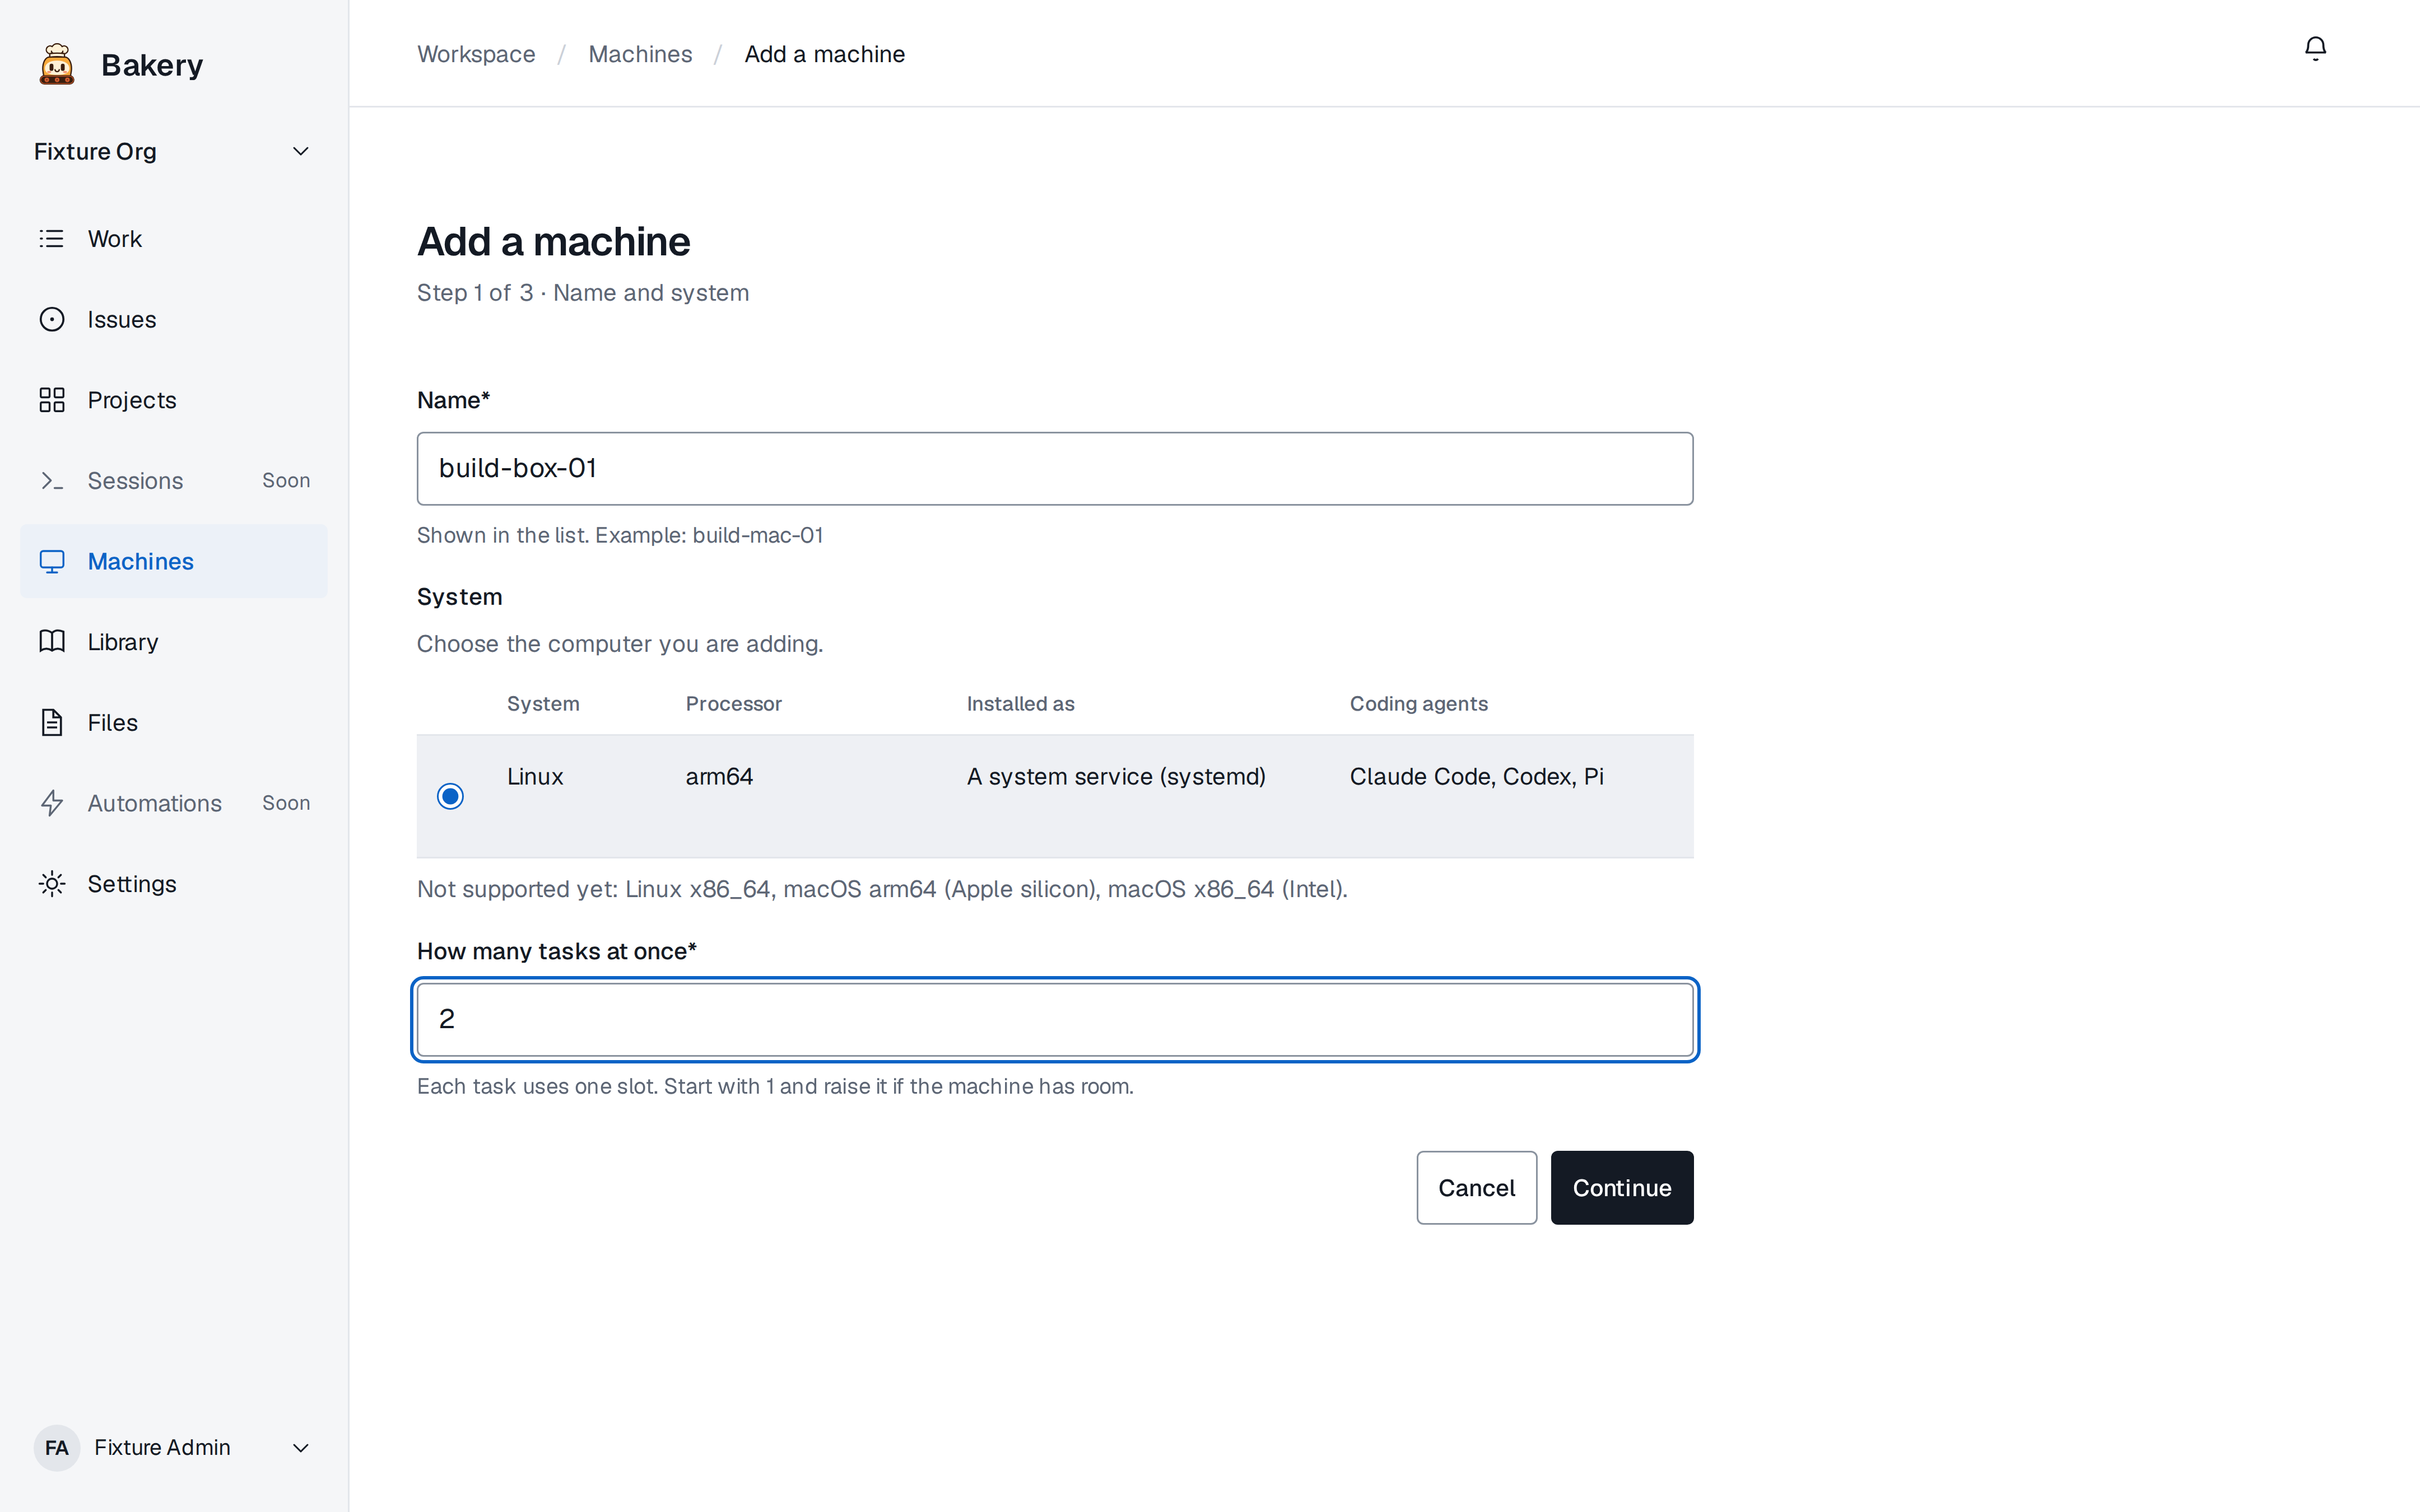 Bakery
Fixture Org
Work
Issues
Projects
Sessions Soon
Machines
Library
Files
Automations Soon
Settings
FA Fixture Admin
Workspace / Machines / Add a machine
Add a machine
Step 1 of 3 · Name and system
Name*
build-box-01
Shown in the list. Example: build-mac-01
System
Choose the computer you are adding.
System Processor Installed as Coding agents
Linux arm64 A system service (systemd) Claude Code, Codex, Pi
Not supported yet: Linux x86_64, macOS arm64 (Apple silicon), macOS x86_64 (Intel).
How many tasks at once*
2
Each task uses one slot. Start with 1 and raise it if the machine has room.
Cancel Continue